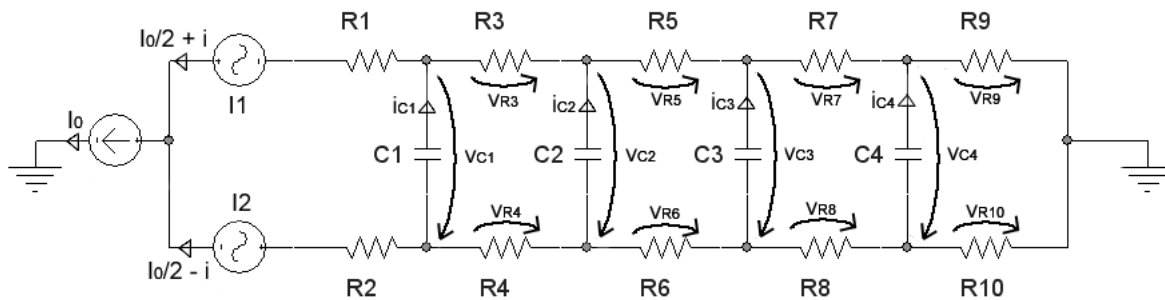 R1 R3 R5 R7 R9
I₀/2 + i
I1
VR3 VR5 VR7 VR9
iC1 iC2 iC3 iC4
I₀
C1 VC1 C2 VC2 C3 VC3 C4 VC4
I2
VR4 VR6 VR8 VR10
I₀/2 - i
R2 R4 R6 R8 R10